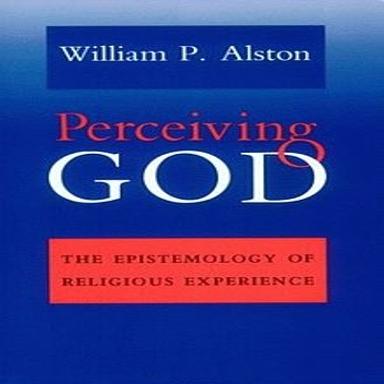 William P. Alston
Perceiving
GOD
THE EPISTEMOLOGY OF
RELIGIOUS EXPERIENCE